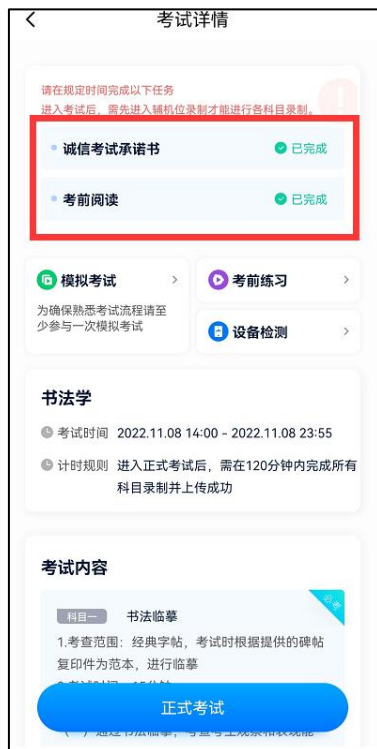 考试详情
请在规定时间完成以下任务
进入考试后，需先进入辅机位录制才能进行各科目录制。
诚信考试承诺书 已完成
考前阅读 已完成
模拟考试
为确保熟悉考试流程请至
少参与一次模拟考试
考前练习
设备检测
书法学
考试时间 2022.11.08 14:00 - 2022.11.08 23:55
计时规则 进入正式考试后，需在120分钟内完成所有
科目录制并上传成功
考试内容
必考
科目一 书法临摹
1.考查范围：经典字帖，考试时根据提供的碑帖
复印件为范本，进行临摹
正式考试